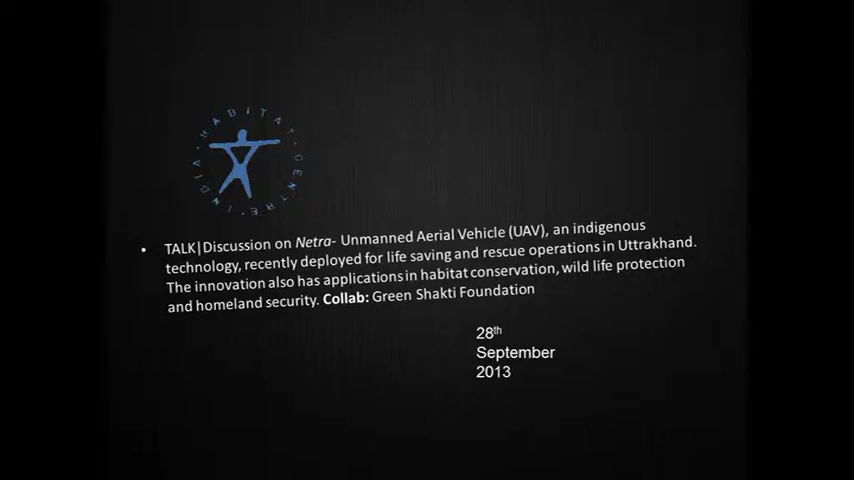 INDIA · HABITAT · CENTRE ·
• TALK|Discussion on Netra- Unmanned Aerial Vehicle (UAV), an indigenous
technology, recently deployed for life saving and rescue operations in Uttrakhand.
The innovation also has applications in habitat conservation, wild life protection
and homeland security. Collab: Green Shakti Foundation
28th
September
2013